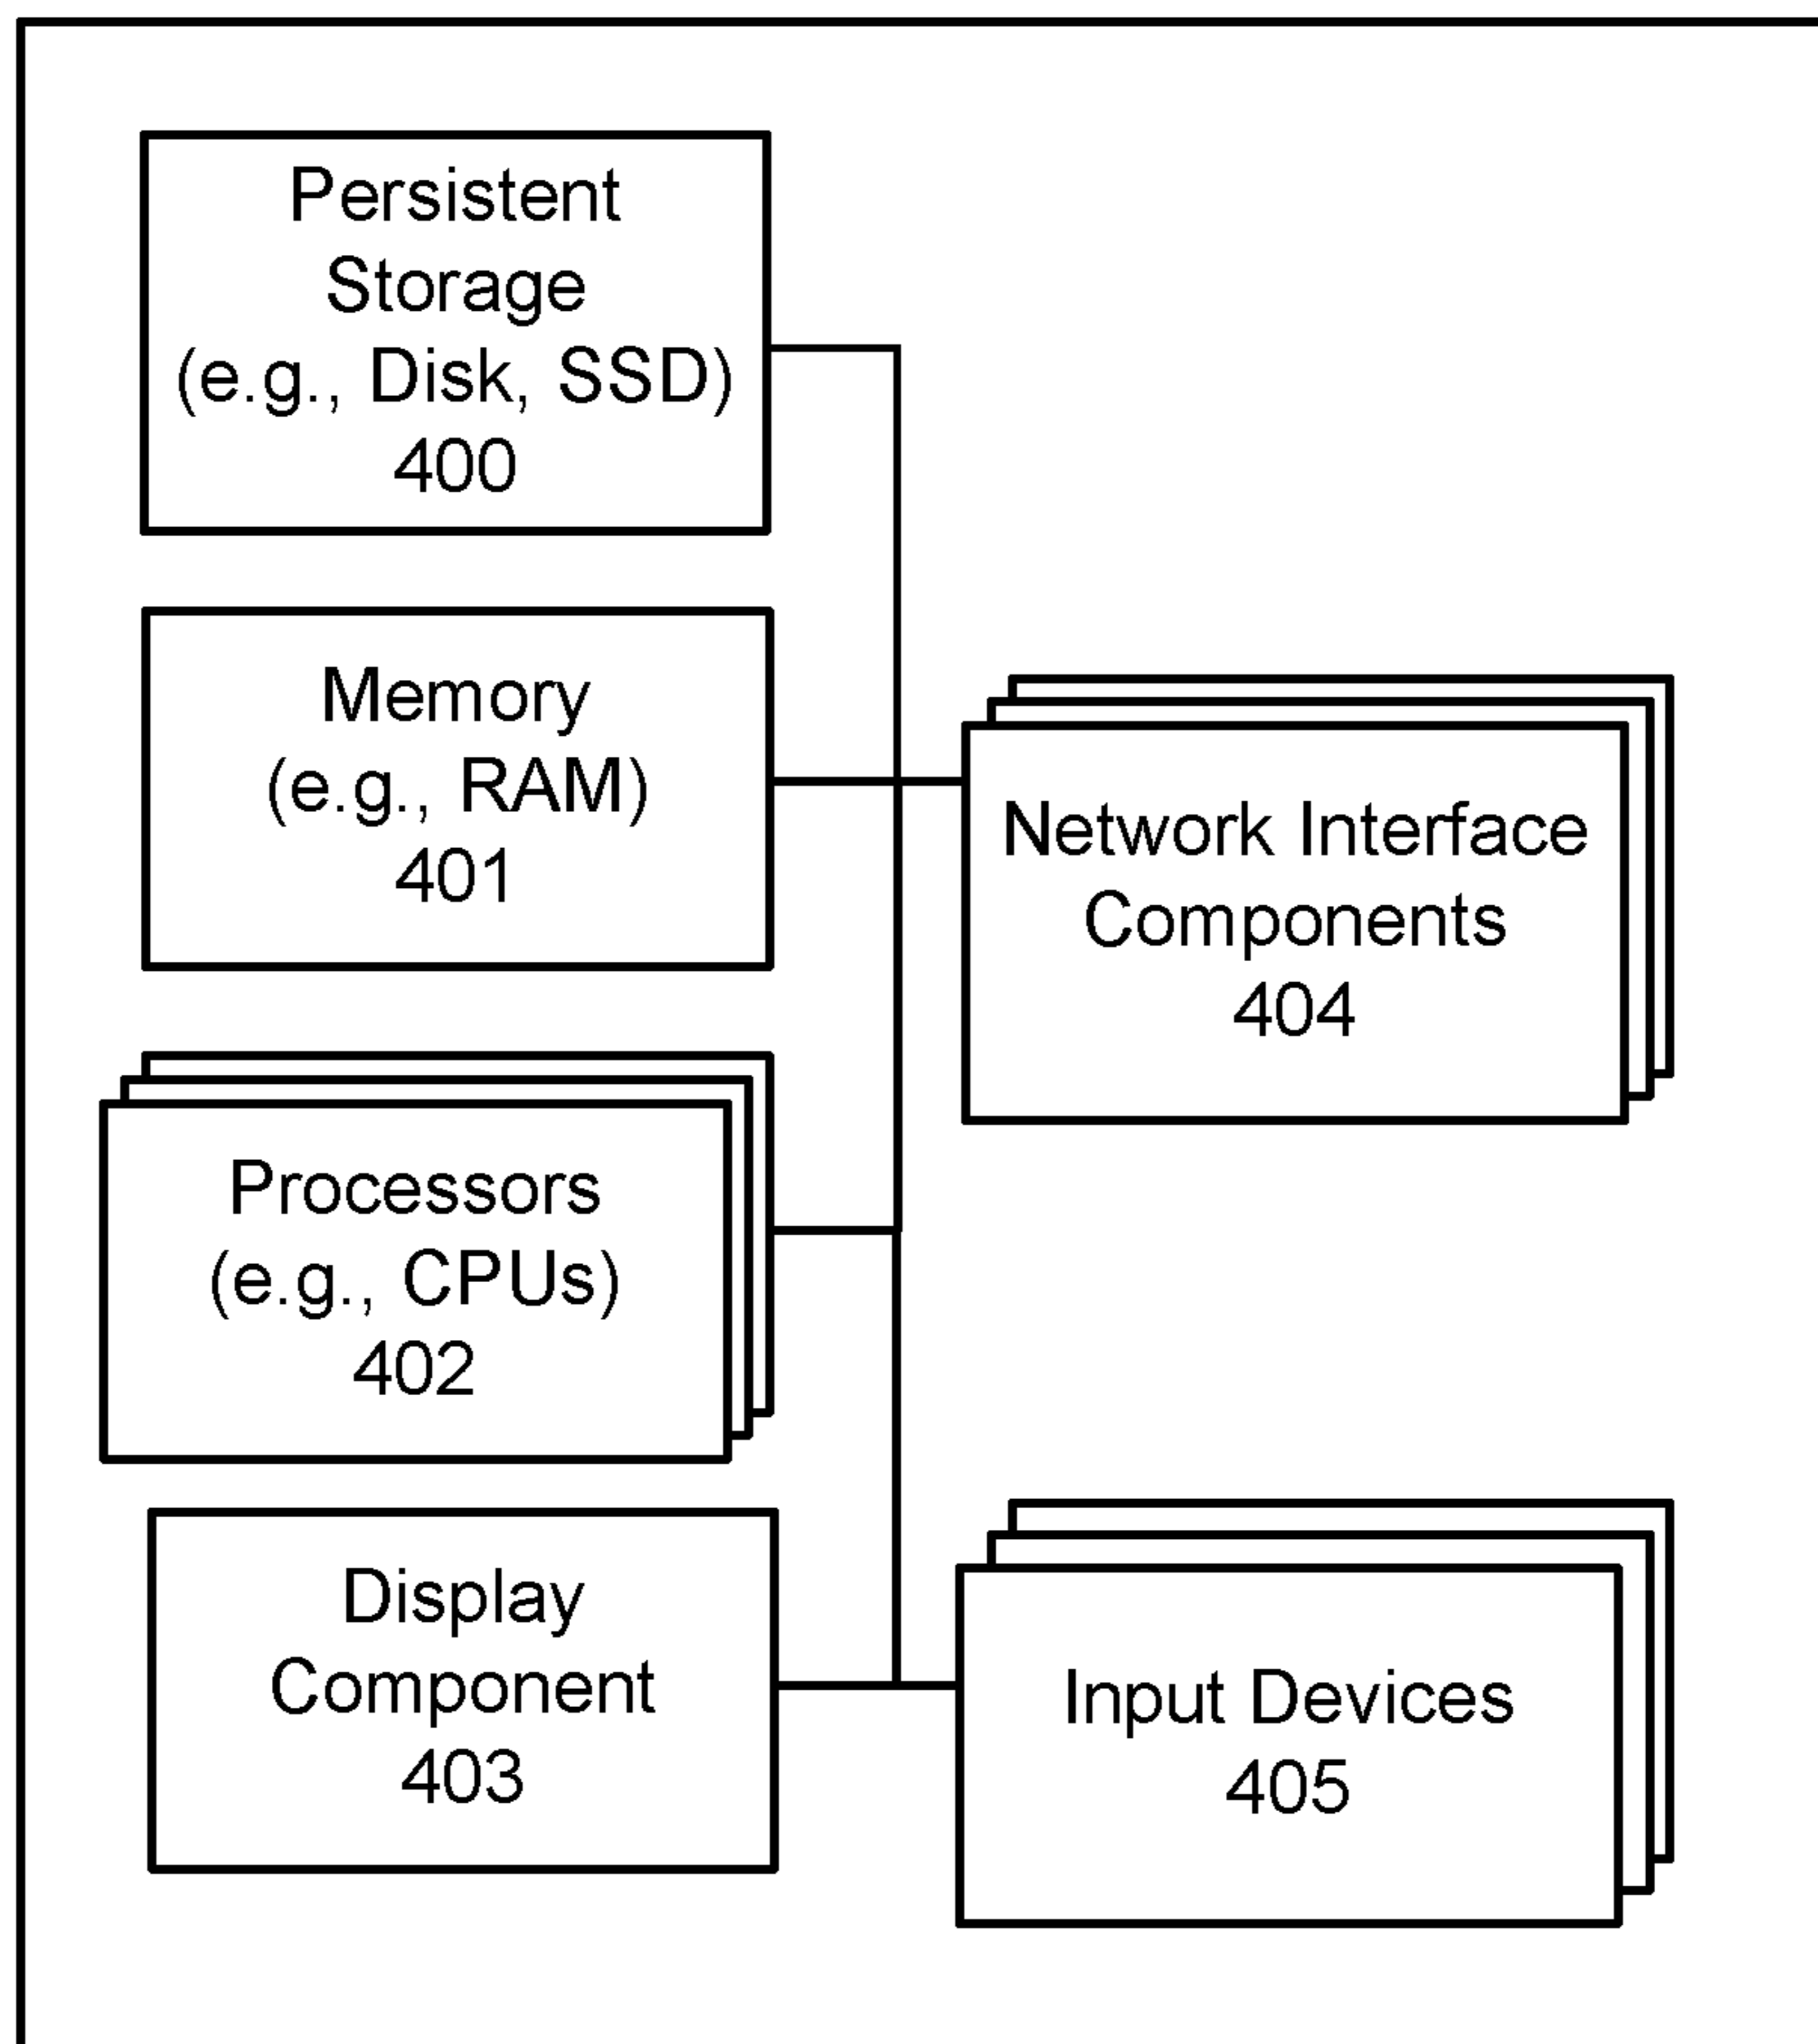 Persistent
Storage
(e.g., Disk, SSD)
400
Memory
(e.g., RAM)
401
Network Interface
Components
404
Processors
(e.g., CPUs)
402
Display
Component
403
Input Devices
405